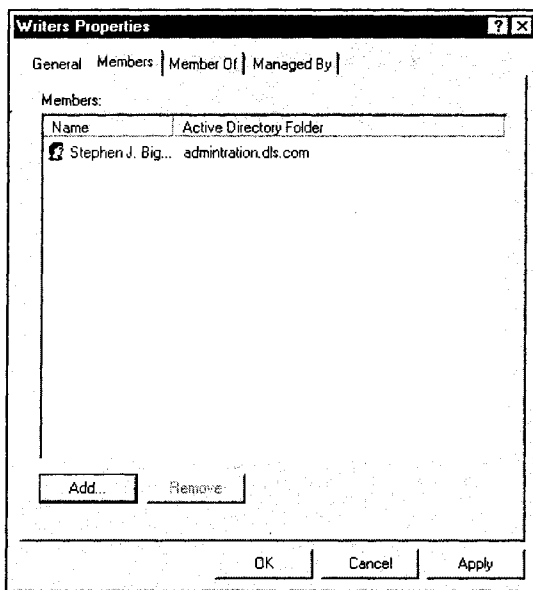 Writers Properties
General Members Member Of Managed By
Members:
Name Active Directory Folder
Stephen J. Big... admintration.dls.com
Add... Remove
OK Cancel Apply